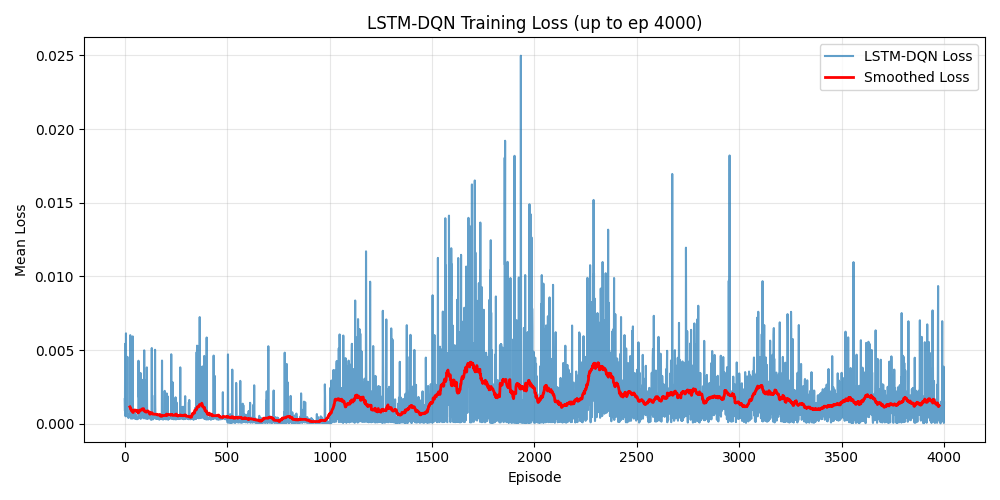 LSTM-DQN Training Loss (up to ep 4000)
LSTM-DQN Loss
Smoothed Loss
Mean Loss
0.025
0.020
0.015
0.010
0.005
0.000
0 500 1000 1500 2000 2500 3000 3500 4000
Episode